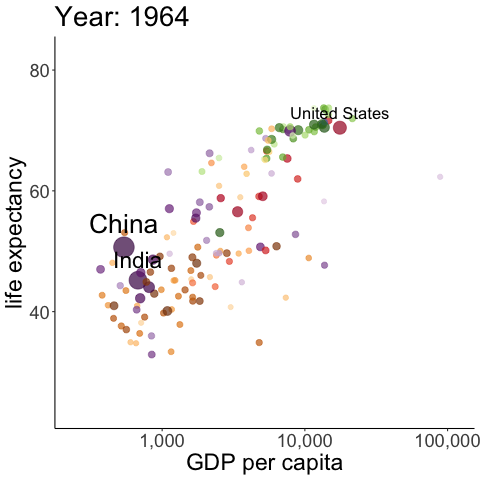 Year: 1964
80
60
40
life expectancy
United States
China
India
1,000
10,000
100,000
GDP per capita